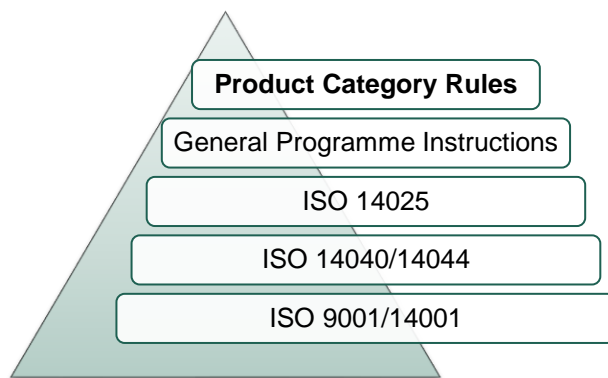 Product Category Rules
General Programme Instructions
ISO 14025
ISO 14040/14044
ISO 9001/14001